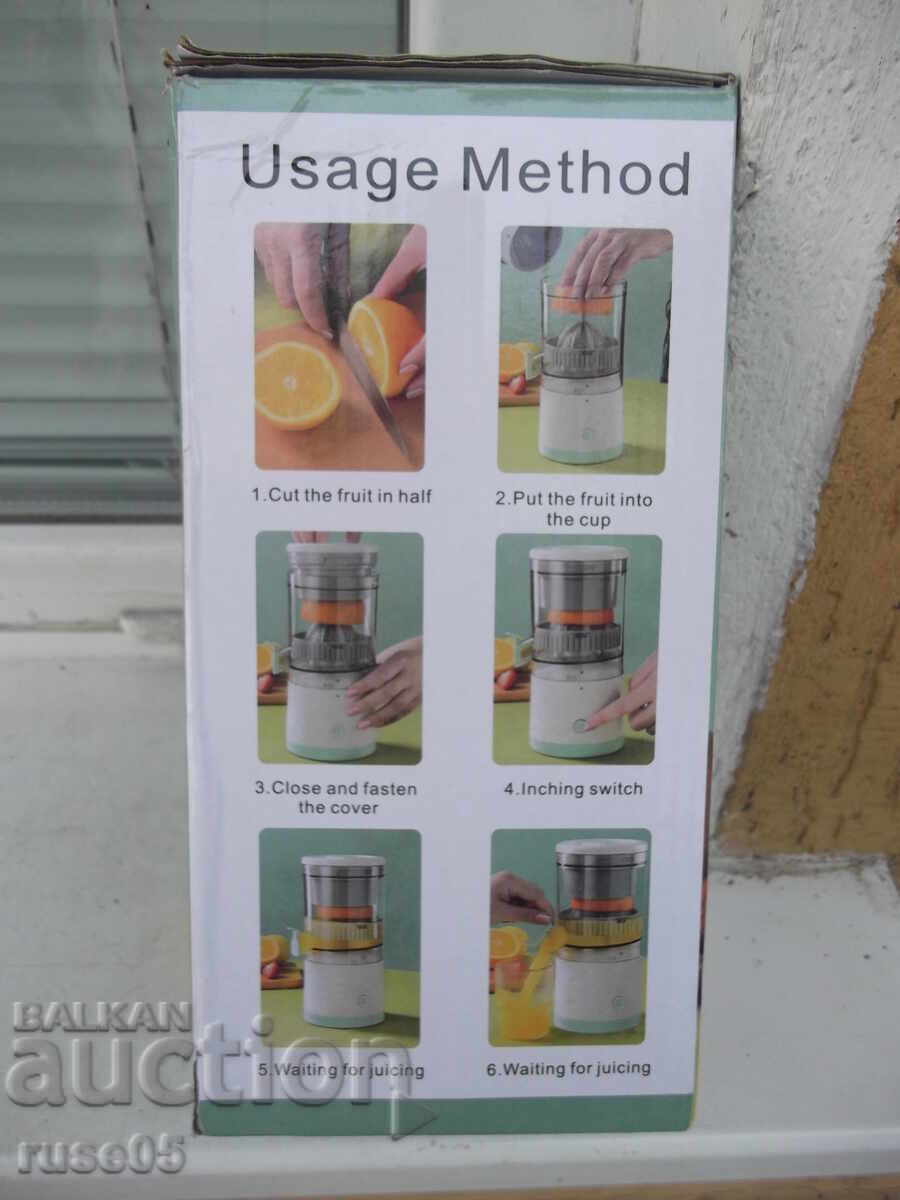 Usage Method
1.Cut the fruit in half
2.Put the fruit into
the cup
3.Close and fasten
the cover
4.Inching switch
5.Waiting for juicing
6.Waiting for juicing
BALKAN
auction
ruse05